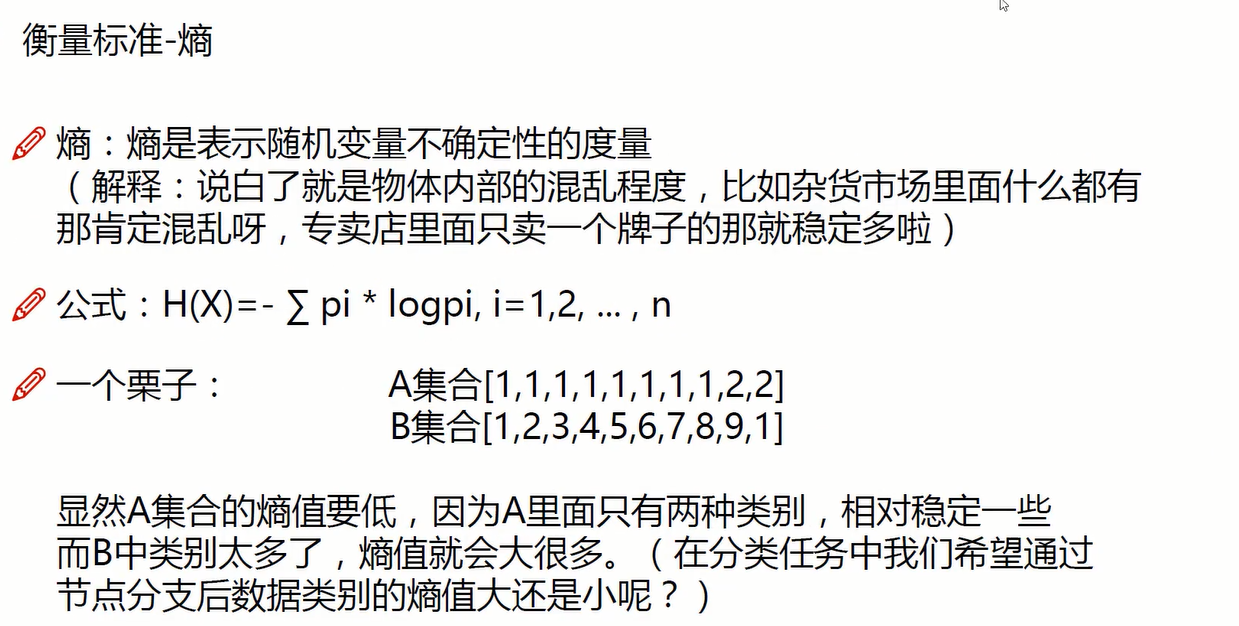 衡量标准-熵
熵：熵是表示随机变量不确定性的度量
（解释：说白了就是物体内部的混乱程度，比如杂货市场里面什么都有
那肯定混乱呀，专卖店里面只卖一个牌子的那就稳定多啦）
公式：H(X)=- ∑ pi * logpi, i=1,2, ... , n
一个栗子： A集合[1,1,1,1,1,1,1,1,2,2]
B集合[1,2,3,4,5,6,7,8,9,1]
显然A集合的熵值要低，因为A里面只有两种类别，相对稳定一些
而B中类别太多了，熵值就会大很多。（在分类任务中我们希望通过
节点分支后数据类别的熵值大还是小呢？）